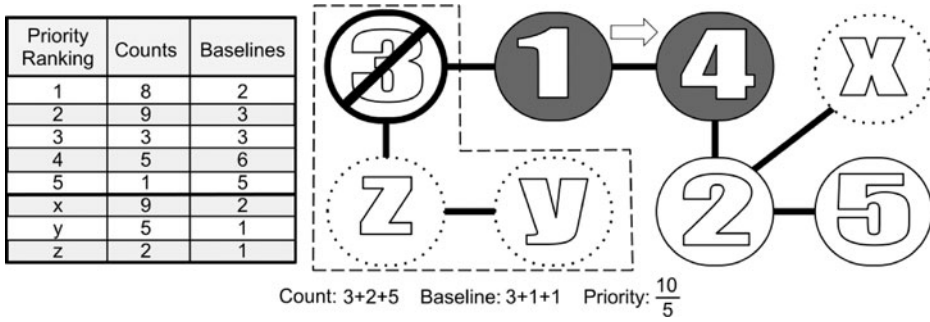 Priority Ranking Counts Baselines
1 8 2
2 9 3
3 3 3
4 5 6
5 1 5
x 9 2
y 5 1
z 2 1
3 1 4 x
z y 2 5
Count: 3+2+5 Baseline: 3+1+1 Priority: 10/5